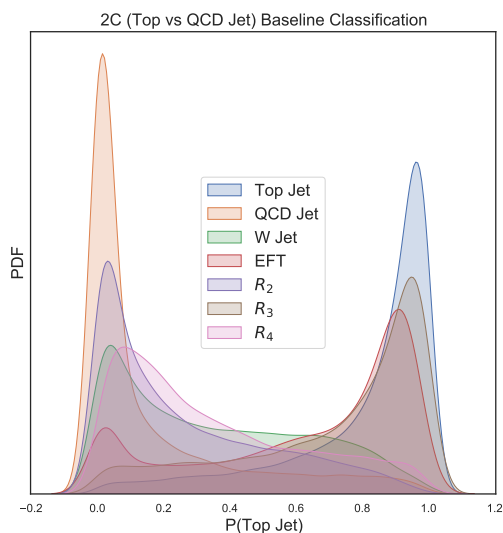 2C (Top vs QCD Jet) Baseline Classification
PDF
Top Jet
QCD Jet
W Jet
EFT
R₂
R₃
R₄
−0.2 0.0 0.2 0.4 0.6 0.8 1.0 1.2
P(Top Jet)